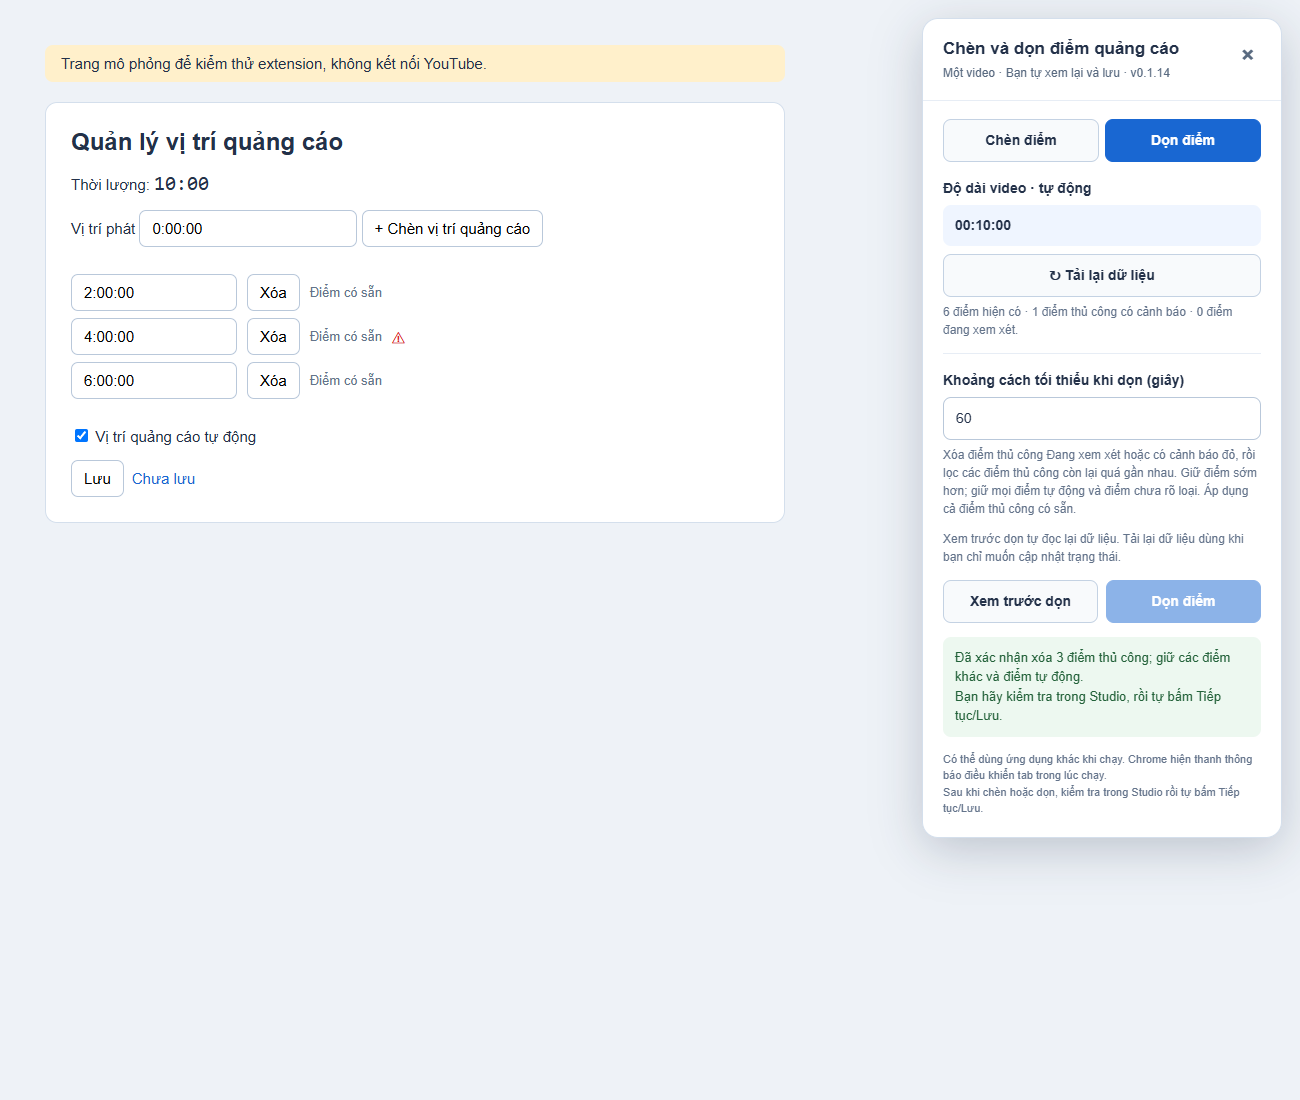 Trang mô phỏng để kiểm thử extension, không kết nối YouTube.
Quản lý vị trí quảng cáo
Thời lượng: 10:00
Vị trí phát 0:00:00 + Chèn vị trí quảng cáo
2:00:00 Xóa Điểm có sẵn
4:00:00 Xóa Điểm có sẵn
6:00:00 Xóa Điểm có sẵn
Vị trí quảng cáo tự động
Lưu Chưa lưu
Chèn và dọn điểm quảng cáo
Một video · Bạn tự xem lại và lưu · v0.1.14
×
Chèn điểm Dọn điểm
Độ dài video · tự động
00:10:00
↻ Tải lại dữ liệu
6 điểm hiện có · 1 điểm thủ công có cảnh báo · 0 điểm
đang xem xét.
Khoảng cách tối thiểu khi dọn (giây)
60
Xóa điểm thủ công Đang xem xét hoặc có cảnh báo đỏ, rồi
lọc các điểm thủ công còn lại quá gần nhau. Giữ điểm sớm
hơn; giữ mọi điểm tự động và điểm chưa rõ loại. Áp dụng
cả điểm thủ công có sẵn.
Xem trước dọn tự đọc lại dữ liệu. Tải lại dữ liệu dùng khi
bạn chỉ muốn cập nhật trạng thái.
Xem trước dọn Dọn điểm
Đã xác nhận xóa 3 điểm thủ công; giữ các điểm
khác và điểm tự động.
Bạn hãy kiểm tra trong Studio, rồi tự bấm Tiếp
tục/Lưu.
Có thể dùng ứng dụng khác khi chạy. Chrome hiện thanh thông
báo điều khiển tab trong lúc chạy.
Sau khi chèn hoặc dọn, kiểm tra trong Studio rồi tự bấm Tiếp
tục/Lưu.